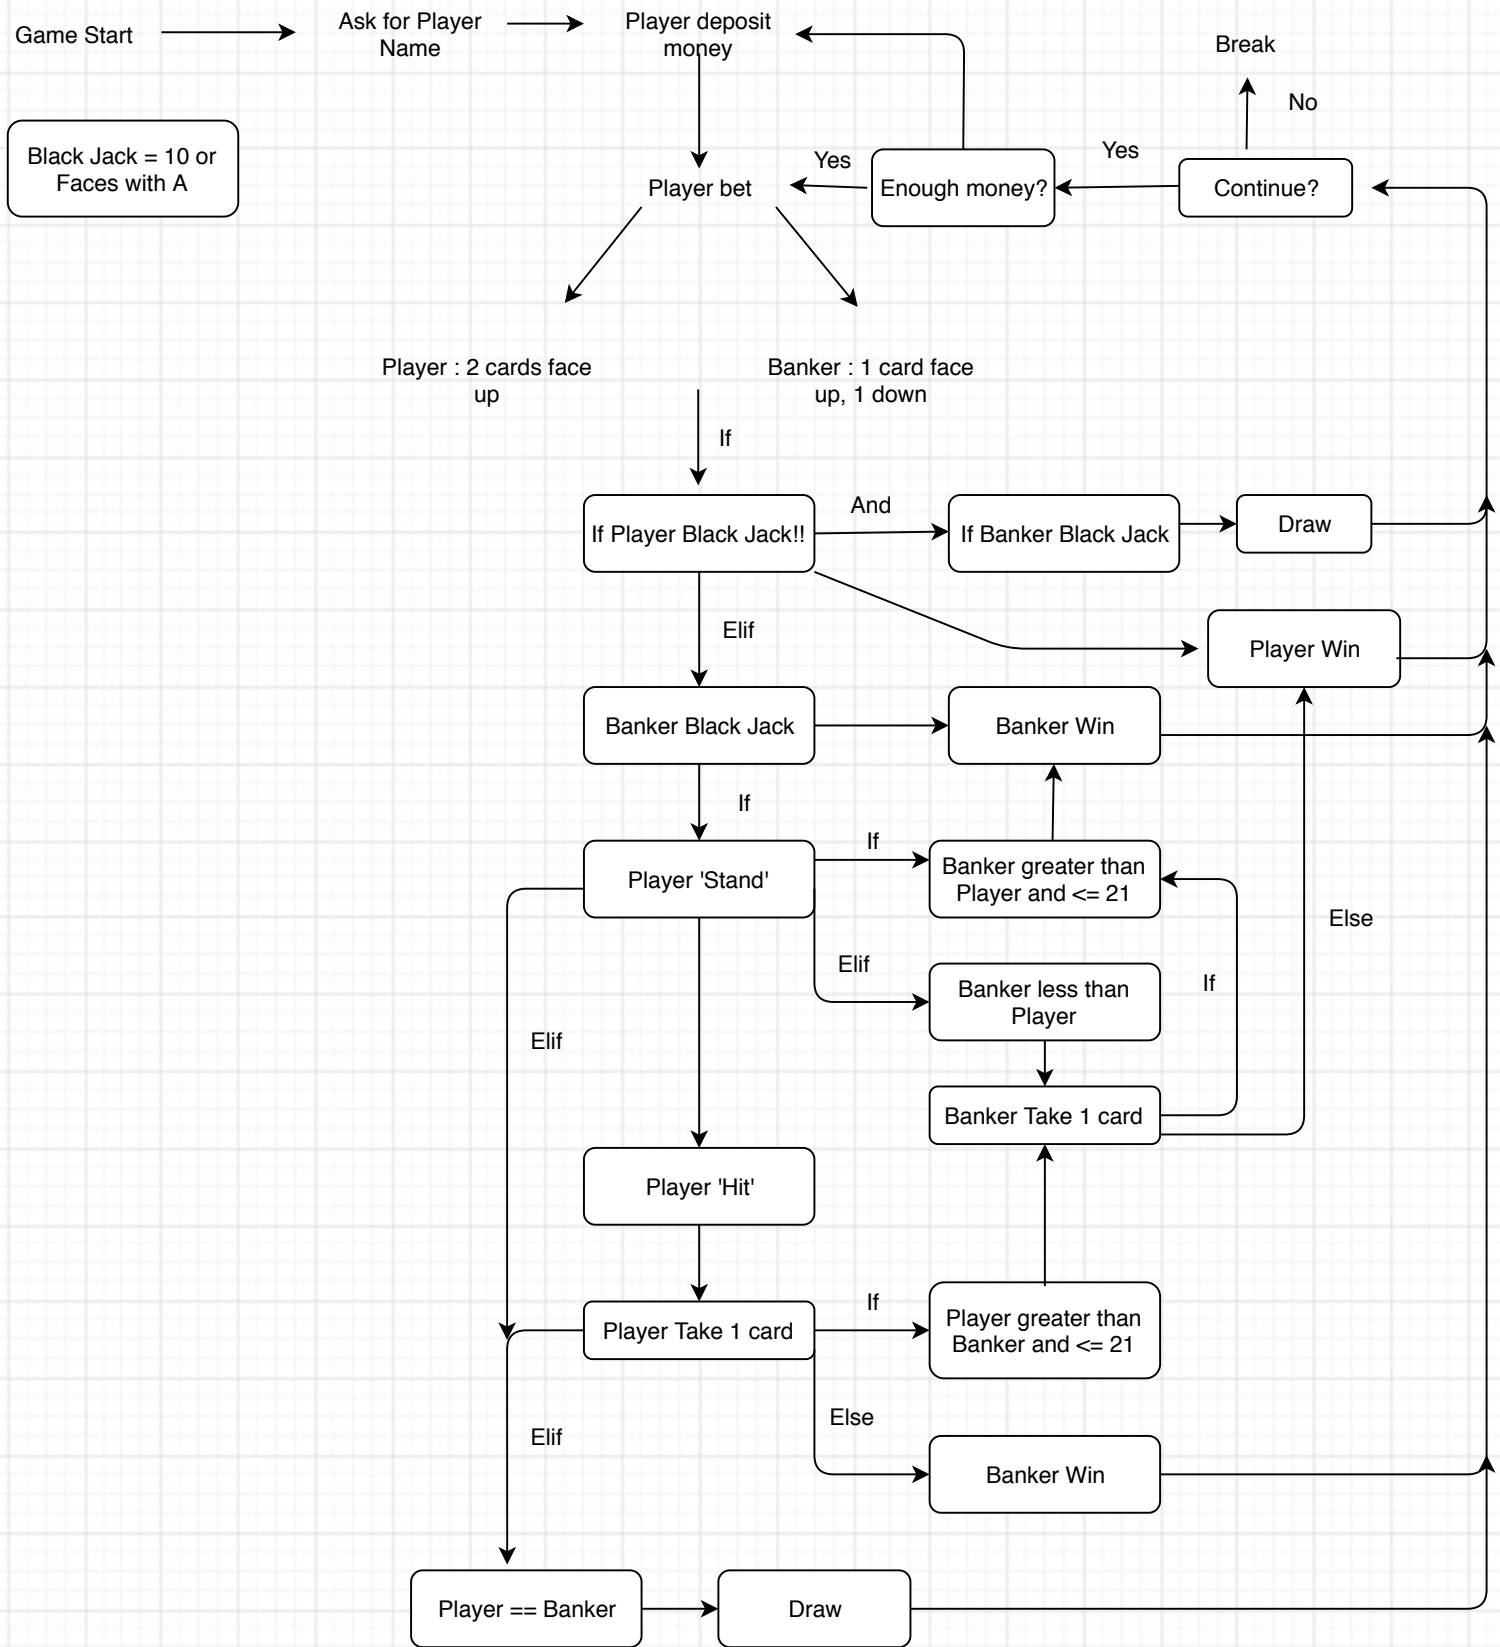 Game Start
Ask for Player
Name
Player deposit
money
Break
No
Black Jack = 10 or
Faces with A
Player bet
Yes
Enough money?
Yes
Continue?
Player : 2 cards face
up
Banker : 1 card face
up, 1 down
If
If Player Black Jack!!
And
If Banker Black Jack
Draw
Elif
Player Win
Banker Black Jack
Banker Win
If
Player 'Stand'
If
Banker greater than
Player and <= 21
Else
Elif
Banker less than
Player
If
Elif
Banker Take 1 card
Player 'Hit'
Player Take 1 card
If
Player greater than
Banker and <= 21
Else
Elif
Banker Win
Player == Banker
Draw